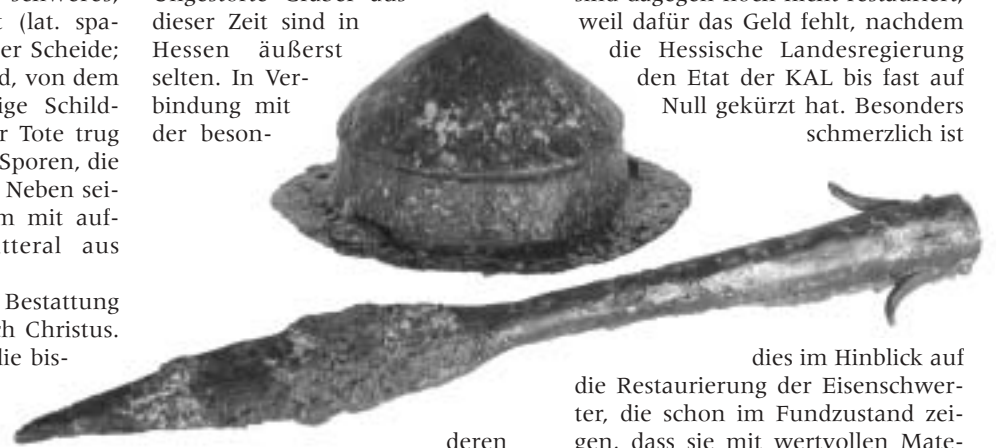 schweres,
(lat. spa-
er Scheide;
d, von dem
ige Schild-
r Tote trug
Sporen, die
Neben sei-
m mit auf-
tteral aus
Bestattung
ch Christus.
die bis-
Ungestörte Gräber aus
dieser Zeit sind in
Hessen äußerst
selten. In Ver-
bindung mit
der beson-
deren
sind dagegen noch nicht restauriert,
weil dafür das Geld fehlt, nachdem
die Hessische Landesregierung
den Etat der KAL bis fast auf
Null gekürzt hat. Besonders
schmerzlich ist
dies im Hinblick auf
die Restaurierung der Eisenschwer-
ter, die schon im Fundzustand zei-
gen, dass sie mit wertvollen Mate-